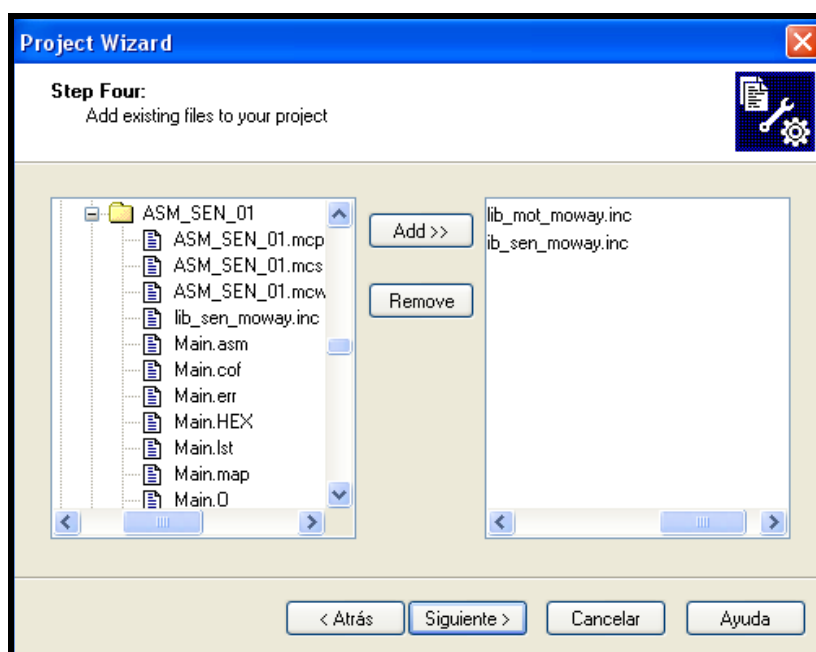 Project Wizard
Step Four:
Add existing files to your project
ASM_SEN_01
ASM_SEN_01.mcp
ASM_SEN_01.mcs
ASM_SEN_01.mcw
lib_sen_moway.inc
Main.asm
Main.cof
Main.err
Main.HEX
Main.lst
Main.map
Main.O
Add >>
Remove
lib_mot_moway.inc
ib_sen_moway.inc
< Atrás
Siguiente >
Cancelar
Ayuda